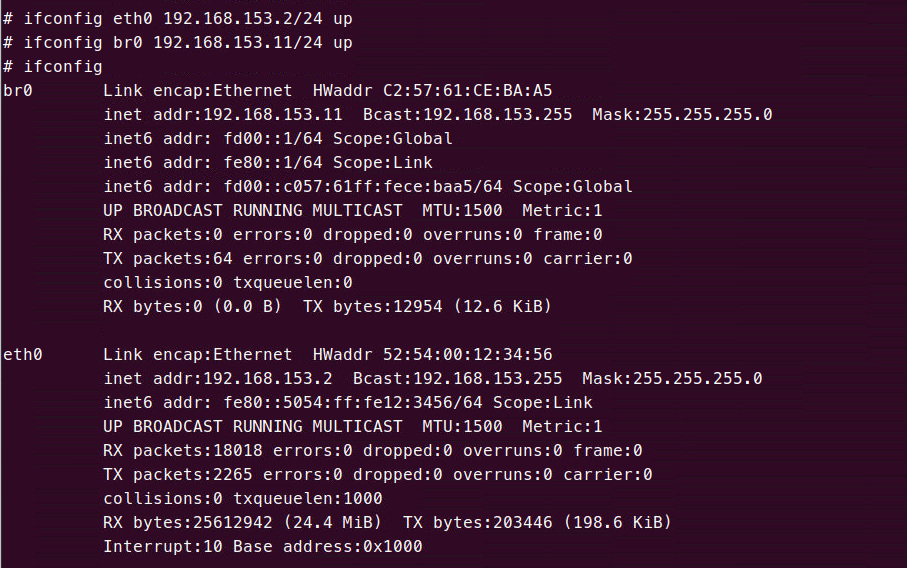 # ifconfig eth0 192.168.153.2/24 up
# ifconfig br0 192.168.153.11/24 up
# ifconfig
br0       Link encap:Ethernet  HWaddr C2:57:61:CE:BA:A5
          inet addr:192.168.153.11  Bcast:192.168.153.255  Mask:255.255.255.0
          inet6 addr: fd00::1/64 Scope:Global
          inet6 addr: fe80::1/64 Scope:Link
          inet6 addr: fd00::c057:61ff:fece:baa5/64 Scope:Global
          UP BROADCAST RUNNING MULTICAST  MTU:1500  Metric:1
          RX packets:0 errors:0 dropped:0 overruns:0 frame:0
          TX packets:64 errors:0 dropped:0 overruns:0 carrier:0
          collisions:0 txqueuelen:0
          RX bytes:0 (0.0 B)  TX bytes:12954 (12.6 KiB)

eth0      Link encap:Ethernet  HWaddr 52:54:00:12:34:56
          inet addr:192.168.153.2  Bcast:192.168.153.255  Mask:255.255.255.0
          inet6 addr: fe80::5054:ff:fe12:3456/64 Scope:Link
          UP BROADCAST RUNNING MULTICAST  MTU:1500  Metric:1
          RX packets:18018 errors:0 dropped:0 overruns:0 frame:0
          TX packets:2265 errors:0 dropped:0 overruns:0 carrier:0
          collisions:0 txqueuelen:1000
          RX bytes:25612942 (24.4 MiB)  TX bytes:203446 (198.6 KiB)
          Interrupt:10 Base address:0x1000